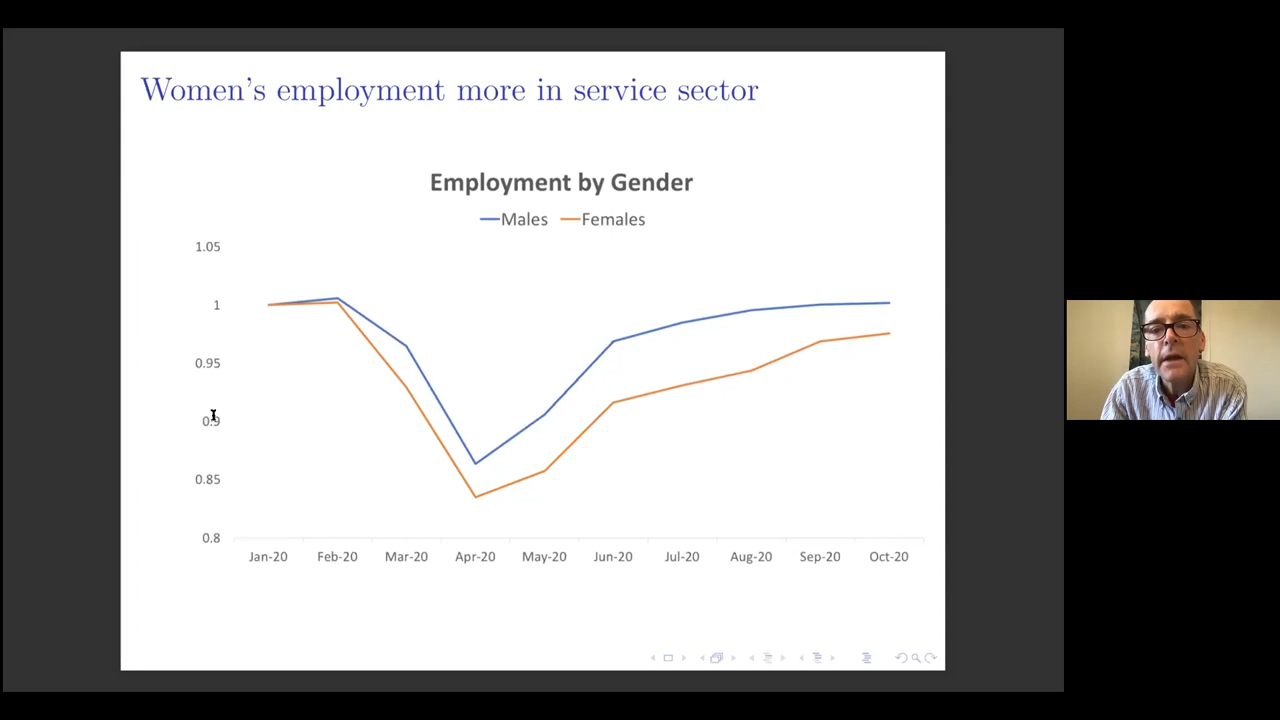 Women's employment more in service sector
Employment by Gender
Males Females
1.05
1
0.95
0.9
0.85
0.8
Jan-20 Feb-20 Mar-20 Apr-20 May-20 Jun-20 Jul-20 Aug-20 Sep-20 Oct-20